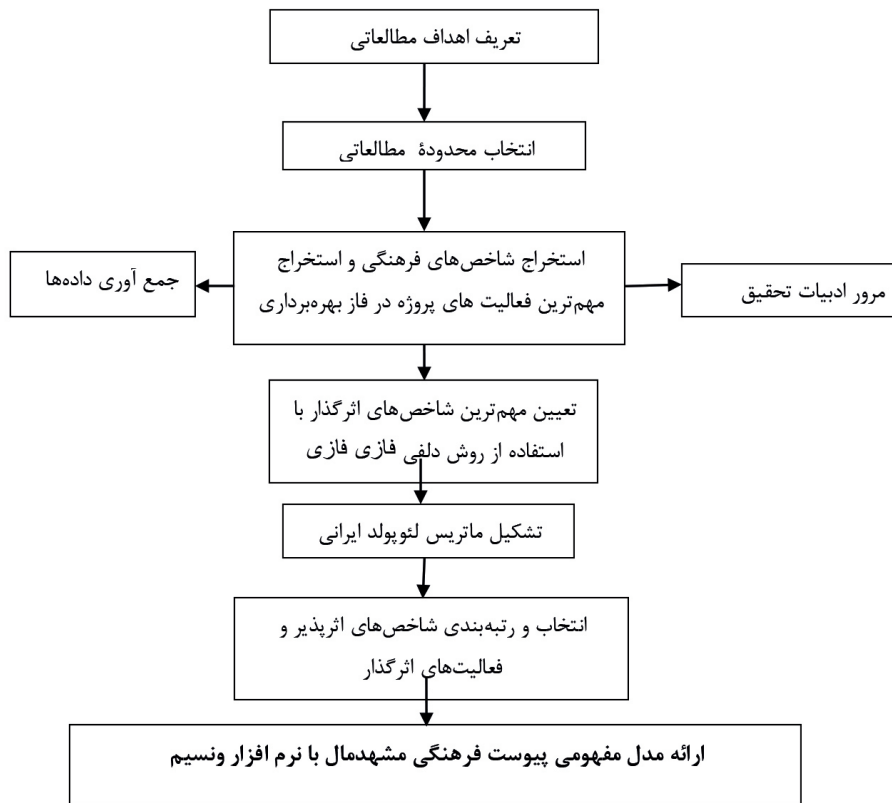 تعریف اهداف مطالعاتی
انتخاب محدودۀ مطالعاتی
استخراج شاخص‌های فرهنگی و استخراج
مهم‌ترین فعالیت های پروژه در فاز بهره‌برداری
مرور ادبیات تحقیق
جمع آوری داده‌ها
تعیین مهم‌ترین شاخص‌های اثرگذار با
استفاده از روش دلفی فازی فازی
تشکیل ماتریس لئوپولد ایرانی
انتخاب و رتبه‌بندی شاخص‌های اثرپذیر و
فعالیت‌های اثرگذار
ارائه مدل مفهومی پیوست فرهنگی مشهدمال با نرم افزار ونسیم